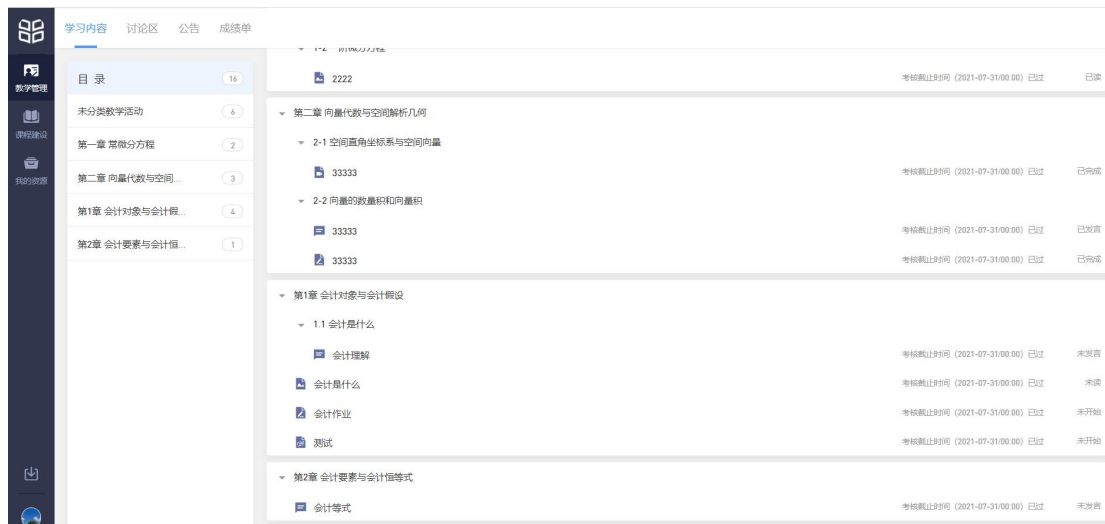 学习内容 讨论区 公告 成绩单
教学管理
课程建设
我的资源
目 录 16
未分类教学活动 6
第一章 常微分方程 2
第二章 向量代数与空间... 3
第1章 会计对象与会计假... 4
第2章 会计要素与会计恒... 1
2222 考核截止时间 (2021-07-31/00:00) 已过 已读
第二章 向量代数与空间解析几何
2-1 空间直角坐标系与空间向量
33333 考核截止时间 (2021-07-31/00:00) 已过 已完成
2-2 向量的数量积和向量积
33333 考核截止时间 (2021-07-31/00:00) 已过 已发言
33333 考核截止时间 (2021-07-31/00:00) 已过 已完成
第1章 会计对象与会计假设
1.1 会计是什么
会计理解 考核截止时间 (2021-07-31/00:00) 已过 未发言
会计是什么 考核截止时间 (2021-07-31/00:00) 已过 未读
会计作业 考核截止时间 (2021-07-31/00:00) 已过 未开始
测试 考核截止时间 (2021-07-31/00:00) 已过 未开始
第2章 会计要素与会计恒等式
会计等式 考核截止时间 (2021-07-31/00:00) 已过 未发言